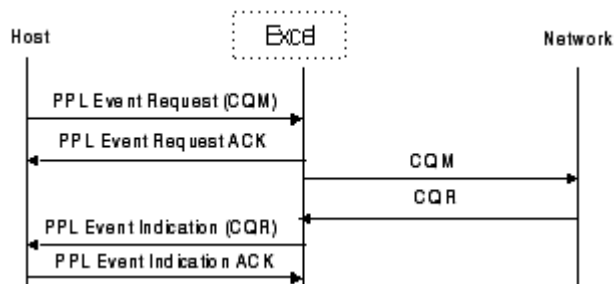 Host
Excel
Network
PPL Event Request (CQM)
PPL Event Request ACK
CQM
CQR
PPL Event Indication (CQR)
PPL Event Indication ACK